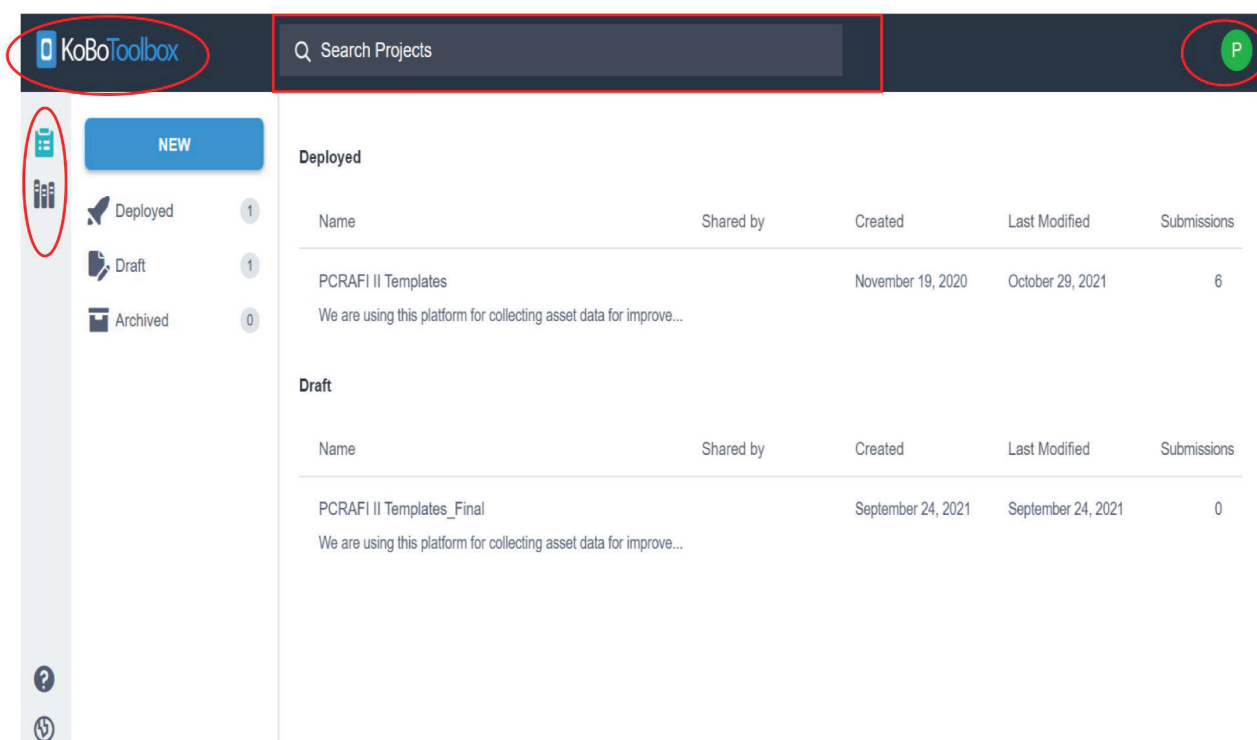 KoBoToolbox
Search Projects
P
NEW
Deployed 1
Draft 1
Archived 0
Deployed
Name Shared by Created Last Modified Submissions
PCRAFI II Templates November 19, 2020 October 29, 2021 6
We are using this platform for collecting asset data for improve...
Draft
Name Shared by Created Last Modified Submissions
PCRAFI II Templates_Final September 24, 2021 September 24, 2021 0
We are using this platform for collecting asset data for improve...